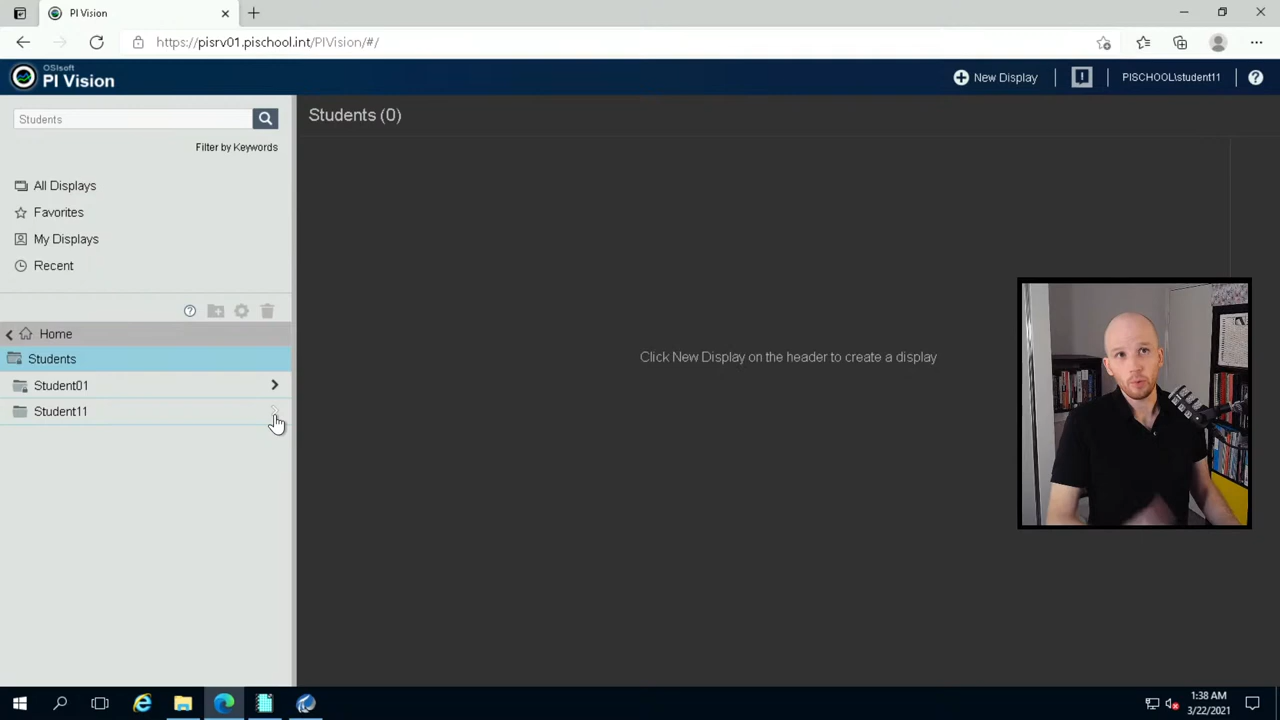 PI Vision
https://pisrv01.pischool.int/PIVision/#/
OSIsoft
PI Vision
New Display
PISCHOOL\student11
Students
Filter by Keywords
All Displays
Favorites
My Displays
Recent
Home
Students
Student01
Student11
Students (0)
Click New Display on the header to create a display
1:38 AM
3/22/2021